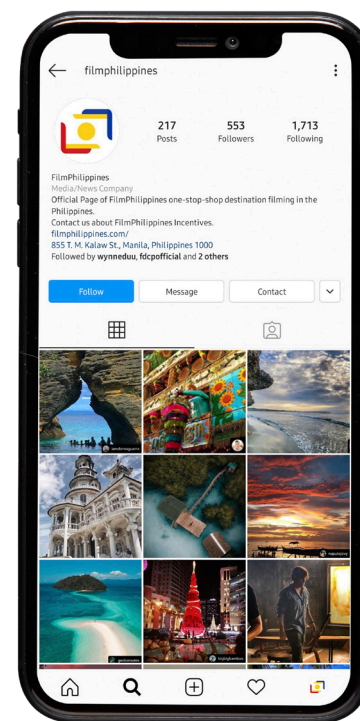 filmphilippines
217
553
1,713
Posts
Followers
Following
FilmPhilippines
Media/News Company
Official Page of FilmPhilippines one-stop-shop destination filming in the
Philippines.
Contact us about FilmPhilippines Incentives.
filmphilippines.com/
855 T. M. Kalaw St., Manila, Philippines 1000
Followed by wynneduu, fdcpofficial and 2 others
Follow
Message
Contact